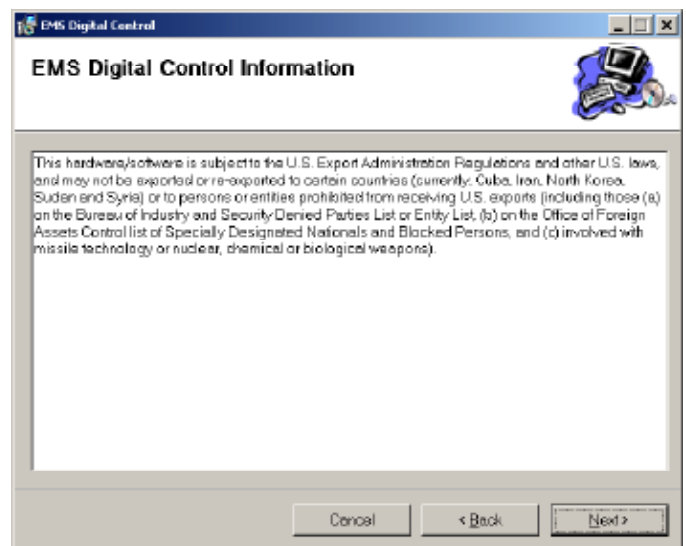 EMS Digital Control
EMS Digital Control Information
This hardware/software is subject to the U.S. Export Administration Regulations and other U.S. laws,
and may not be exported or re-exported to certain countries (currently: Cuba, Iran, North Korea,
Sudan and Syria) or to persons or entities prohibited from receiving U.S. exports (including those (a)
on the Bureau of Industry and Security Denied Parties List or Entity List, (b) on the Office of Foreign
Assets Control list of Specially Designated Nationals and Blocked Persons, and (c) involved with
missile technology or nuclear, chemical or biological weapons).
Cancel
< Back
Next >